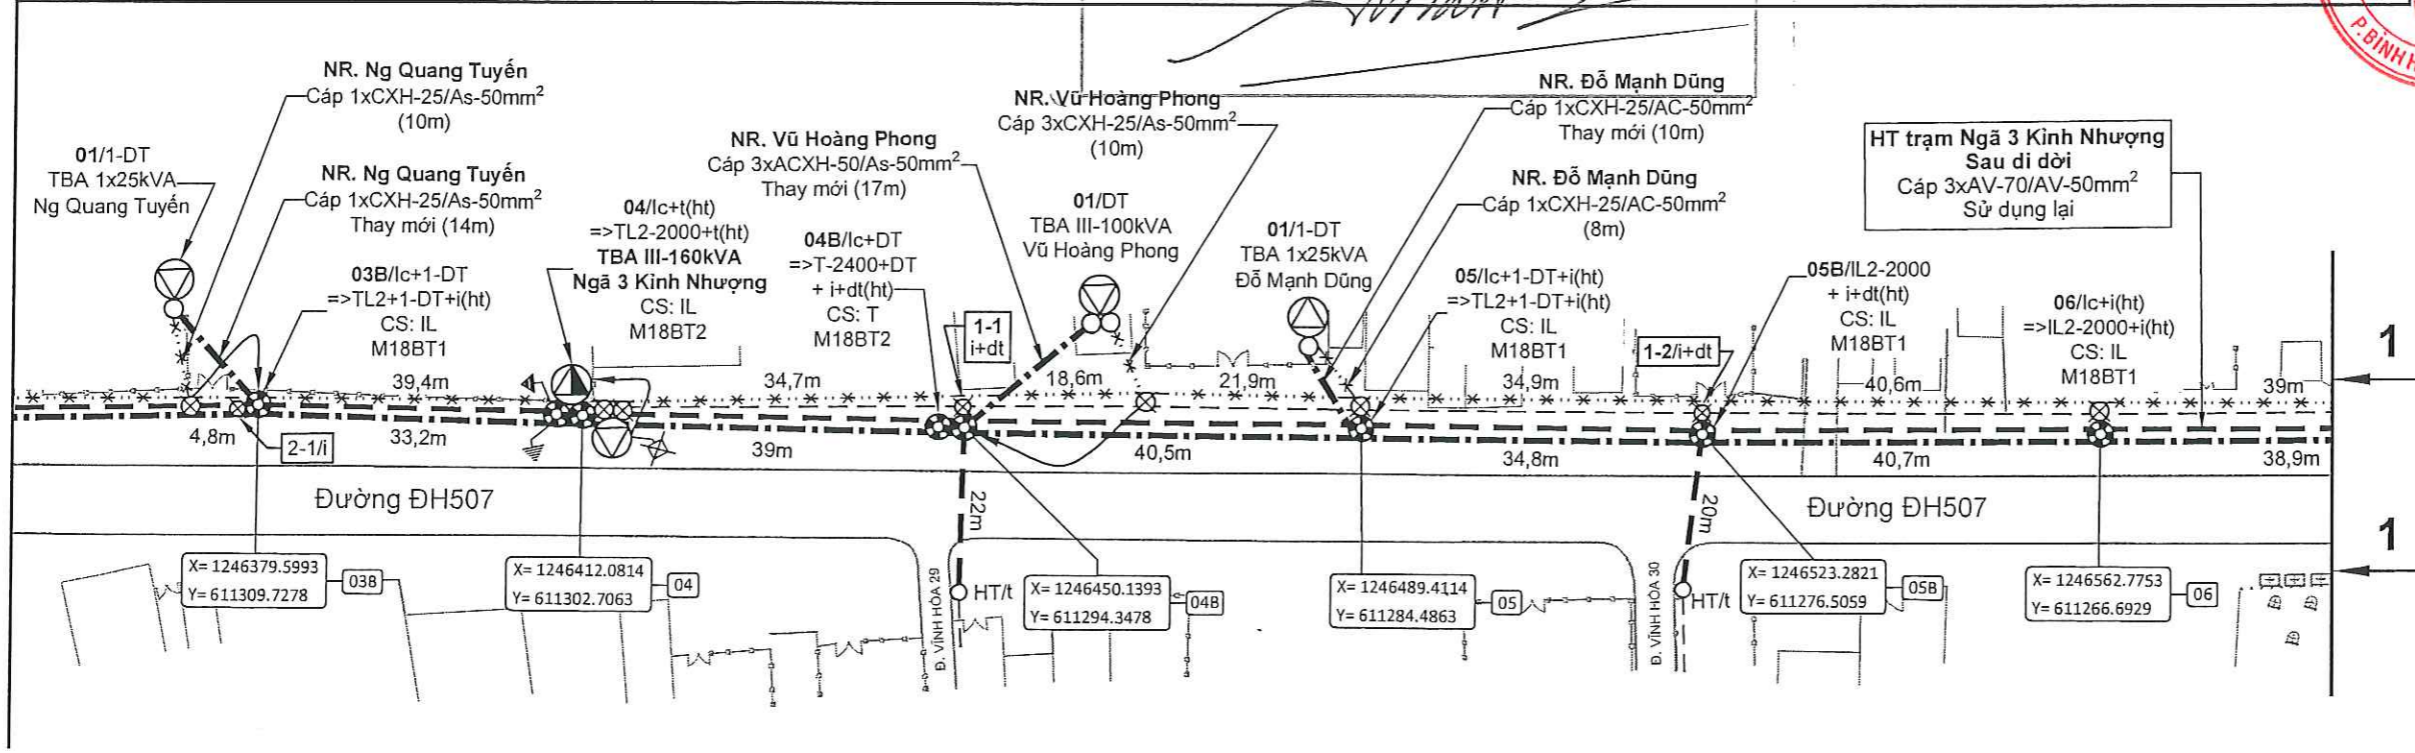 P.BÌNH H
NR. Ng Quang Tuyến
Cáp 1xCXH-25/As-50mm²
(10m)
01/1-DT
TBA 1x25kVA
Ng Quang Tuyến
NR. Ng Quang Tuyến
Cáp 1xCXH-25/As-50mm²
Thay mới (14m)
03B/Ic+1-DT
=>TL2+1-DT+i(ht)
CS: IL
M18BT1
04/Ic+t(ht)
=>TL2-2000+t(ht)
TBA III-160kVA
Ngã 3 Kỉnh Nhượng
CS: IL
M18BT2
NR. Vũ Hoàng Phong
Cáp 3xACXH-50/As-50mm²
Thay mới (17m)
04B/Ic+DT
=>T-2400+DT
+ i+dt(ht)
CS: T
M18BT2
NR. Vũ Hoàng Phong
Cáp 3xCXH-25/As-50mm²
(10m)
01/DT
TBA III-100kVA
Vũ Hoàng Phong
01/1-DT
TBA 1x25kVA
Đỗ Mạnh Dũng
NR. Đỗ Mạnh Dũng
Cáp 1xCXH-25/AC-50mm²
Thay mới (10m)
NR. Đỗ Mạnh Dũng
Cáp 1xCXH-25/AC-50mm²
(8m)
05/Ic+1-DT+i(ht)
=>TL2+1-DT+i(ht)
CS: IL
M18BT1
05B/IL2-2000
+ i+dt(ht)
CS: IL
M18BT1
HT trạm Ngã 3 Kỉnh Nhượng
Sau di dời
Cáp 3xAV-70/AV-50mm²
Sử dụng lại
06/Ic+i(ht)
=>IL2-2000+i(ht)
CS: IL
M18BT1
1-1
i+dt
1-2/i+dt
2-1/i
39,4m
34,7m
18,6m
21,9m
34,9m
40,6m
39m
4,8m
33,2m
39m
40,5m
34,8m
40,7m
38,9m
1
1
Đường ĐH507
Đường ĐH507
22m
20m
HT/t
HT/t
Đ. VĨNH HÒA 29
Đ. VĨNH HÒA 30
X= 1246379.5993
Y= 611309.7278
03B
X= 1246412.0814
Y= 611302.7063
04
X= 1246450.1393
Y= 611294.3478
04B
X= 1246489.4114
Y= 611284.4863
05
X= 1246523.2821
Y= 611276.5059
05B
X= 1246562.7753
Y= 611266.6929
06